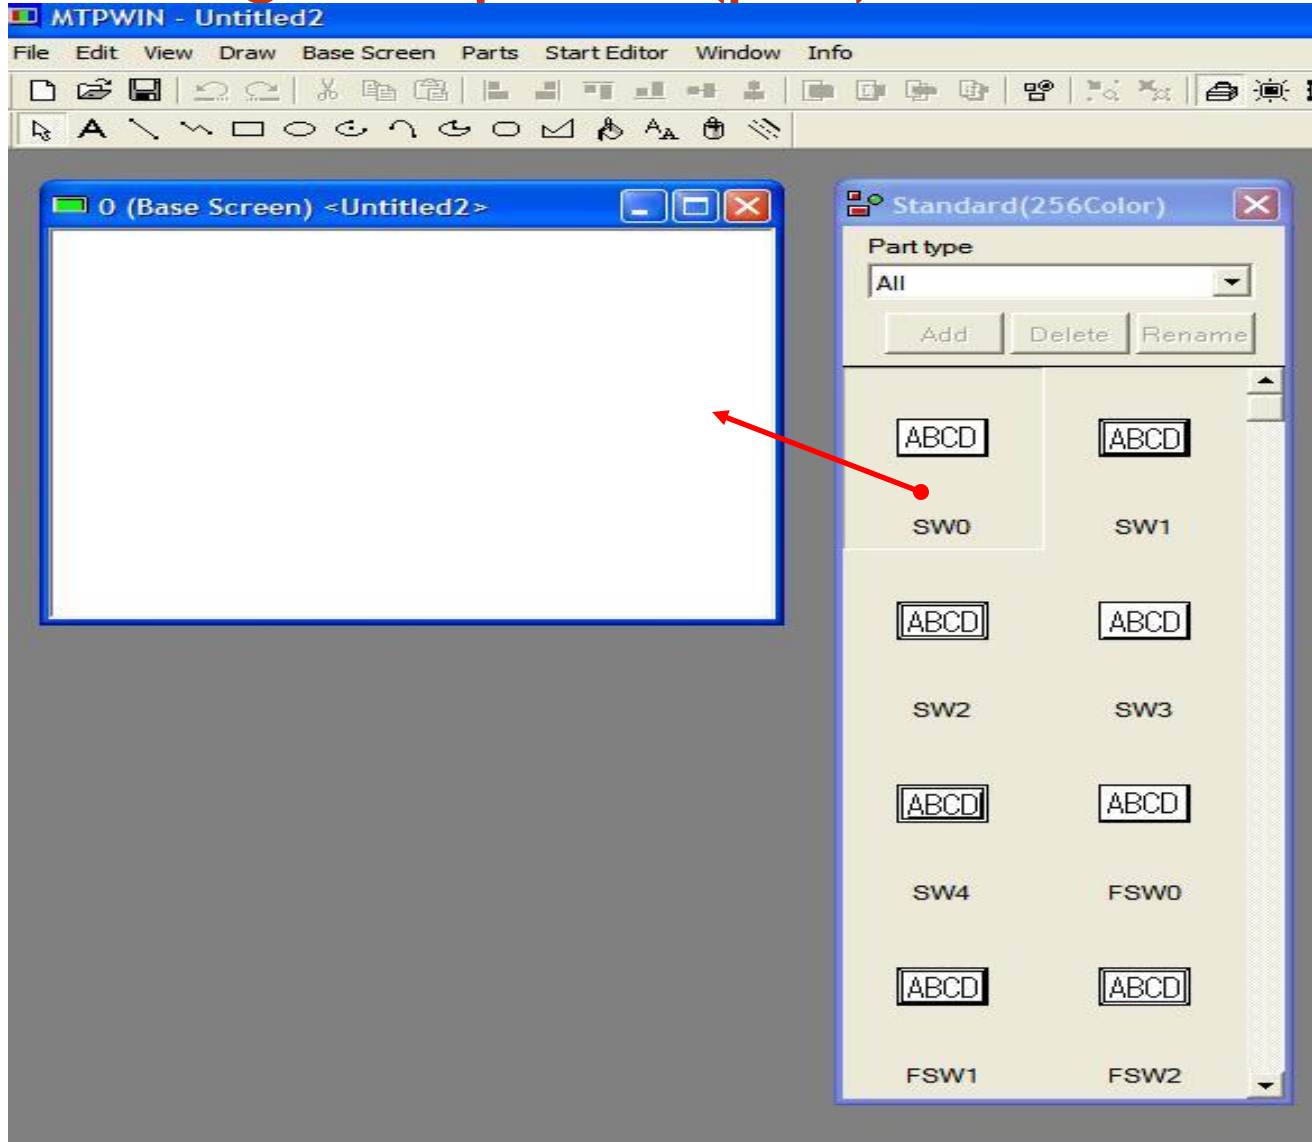 MTPWIN - Untitled2
File Edit View Draw Base Screen Parts Start Editor Window Info
0 (Base Screen) <Untitled2>
Standard(256Color)
Part type
All
Add Delete Rename
ABCD ABCD
SW0 SW1
ABCD ABCD
SW2 SW3
ABCD ABCD
SW4 FSW0
ABCD ABCD
FSW1 FSW2